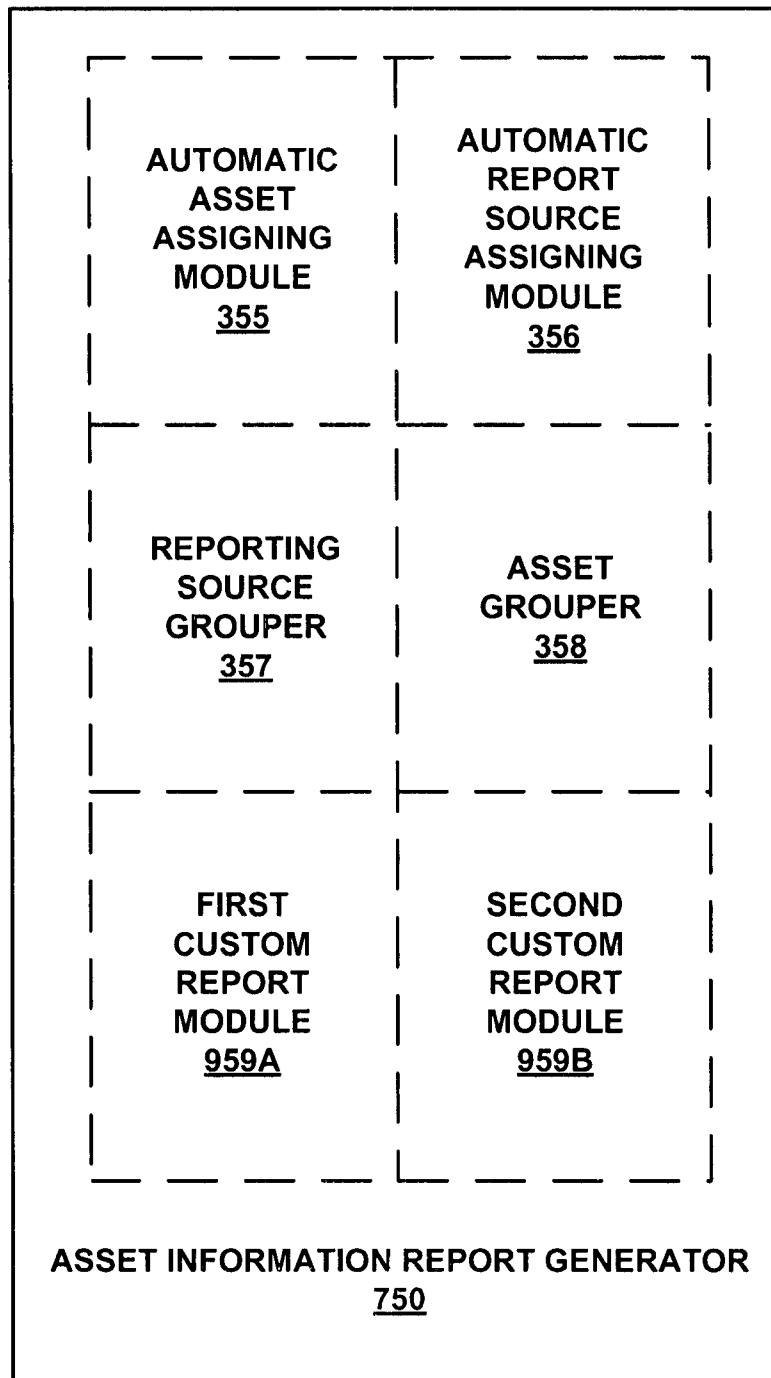 AUTOMATIC
ASSET
ASSIGNING
MODULE
355
AUTOMATIC
REPORT
SOURCE
ASSIGNING
MODULE
356
REPORTING
SOURCE
GROUPER
357
ASSET
GROUPER
358
FIRST
CUSTOM
REPORT
MODULE
959A
SECOND
CUSTOM
REPORT
MODULE
959B
ASSET INFORMATION REPORT GENERATOR
750